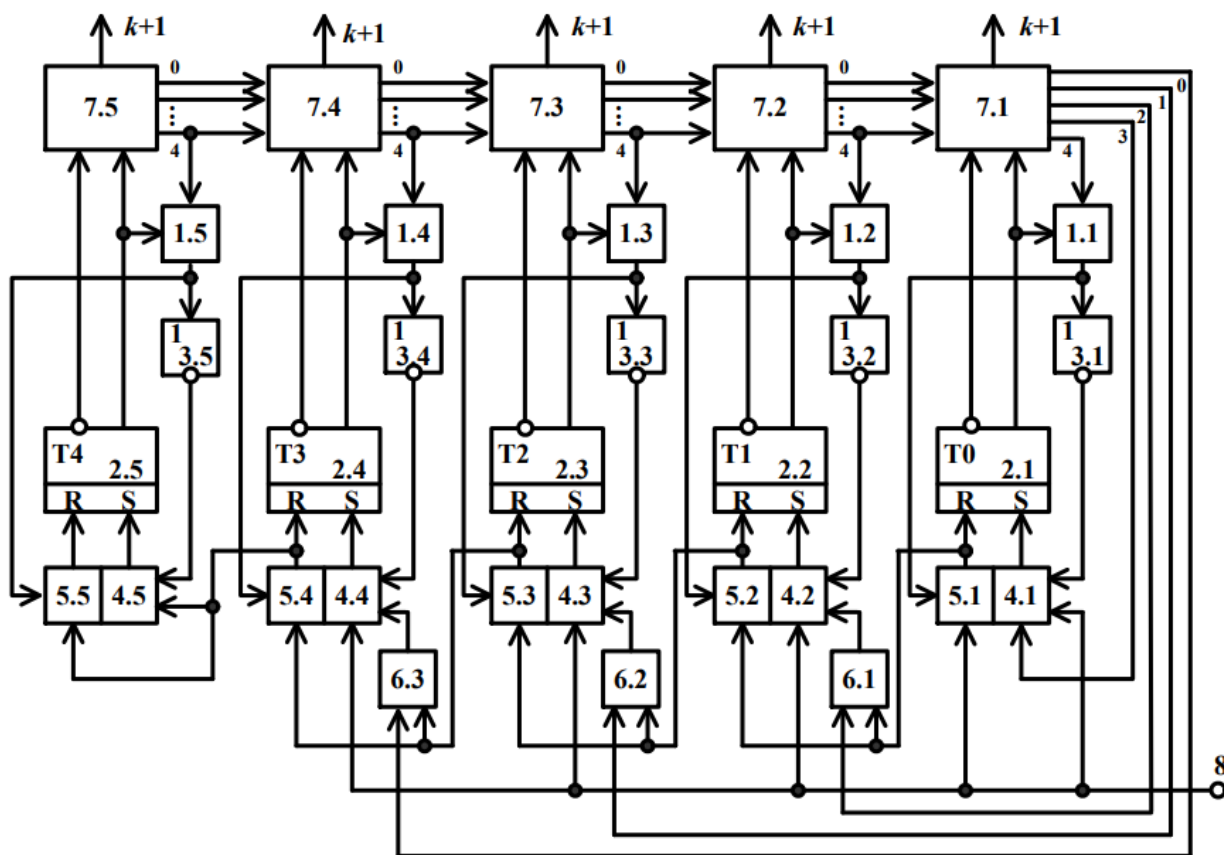 k+1 k+1 k+1 k+1 k+1
0 0 0 0 0
7.5 7.4 7.3 7.2 7.1 1
⋮ ⋮ ⋮ ⋮ 2
4 4 4 4 4 3
1.5 1.4 1.3 1.2 1.1
1 1 1 1 1
3.5 3.4 3.3 3.2 3.1
T4 T3 T2 T1 T0
2.5 2.4 2.3 2.2 2.1
R S R S R S R S R S
5.5 4.5 5.4 4.4 5.3 4.3 5.2 4.2 5.1 4.1
6.3 6.2 6.1
8